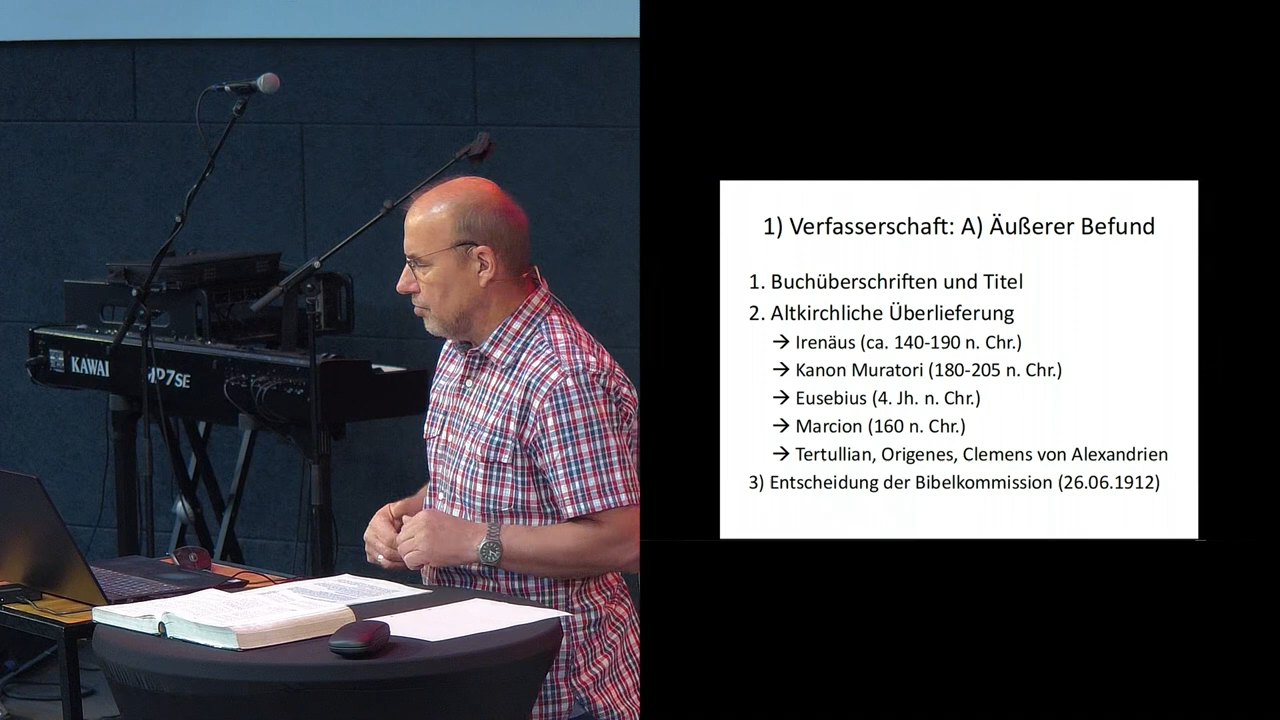 KAWAI MP7SE
1) Verfasserschaft: A) Äußerer Befund
1. Buchüberschriften und Titel
2. Altkirchliche Überlieferung
→ Irenäus (ca. 140-190 n. Chr.)
→ Kanon Muratori (180-205 n. Chr.)
→ Eusebius (4. Jh. n. Chr.)
→ Marcion (160 n. Chr.)
→ Tertullian, Origenes, Clemens von Alexandrien
3) Entscheidung der Bibelkommission (26.06.1912)